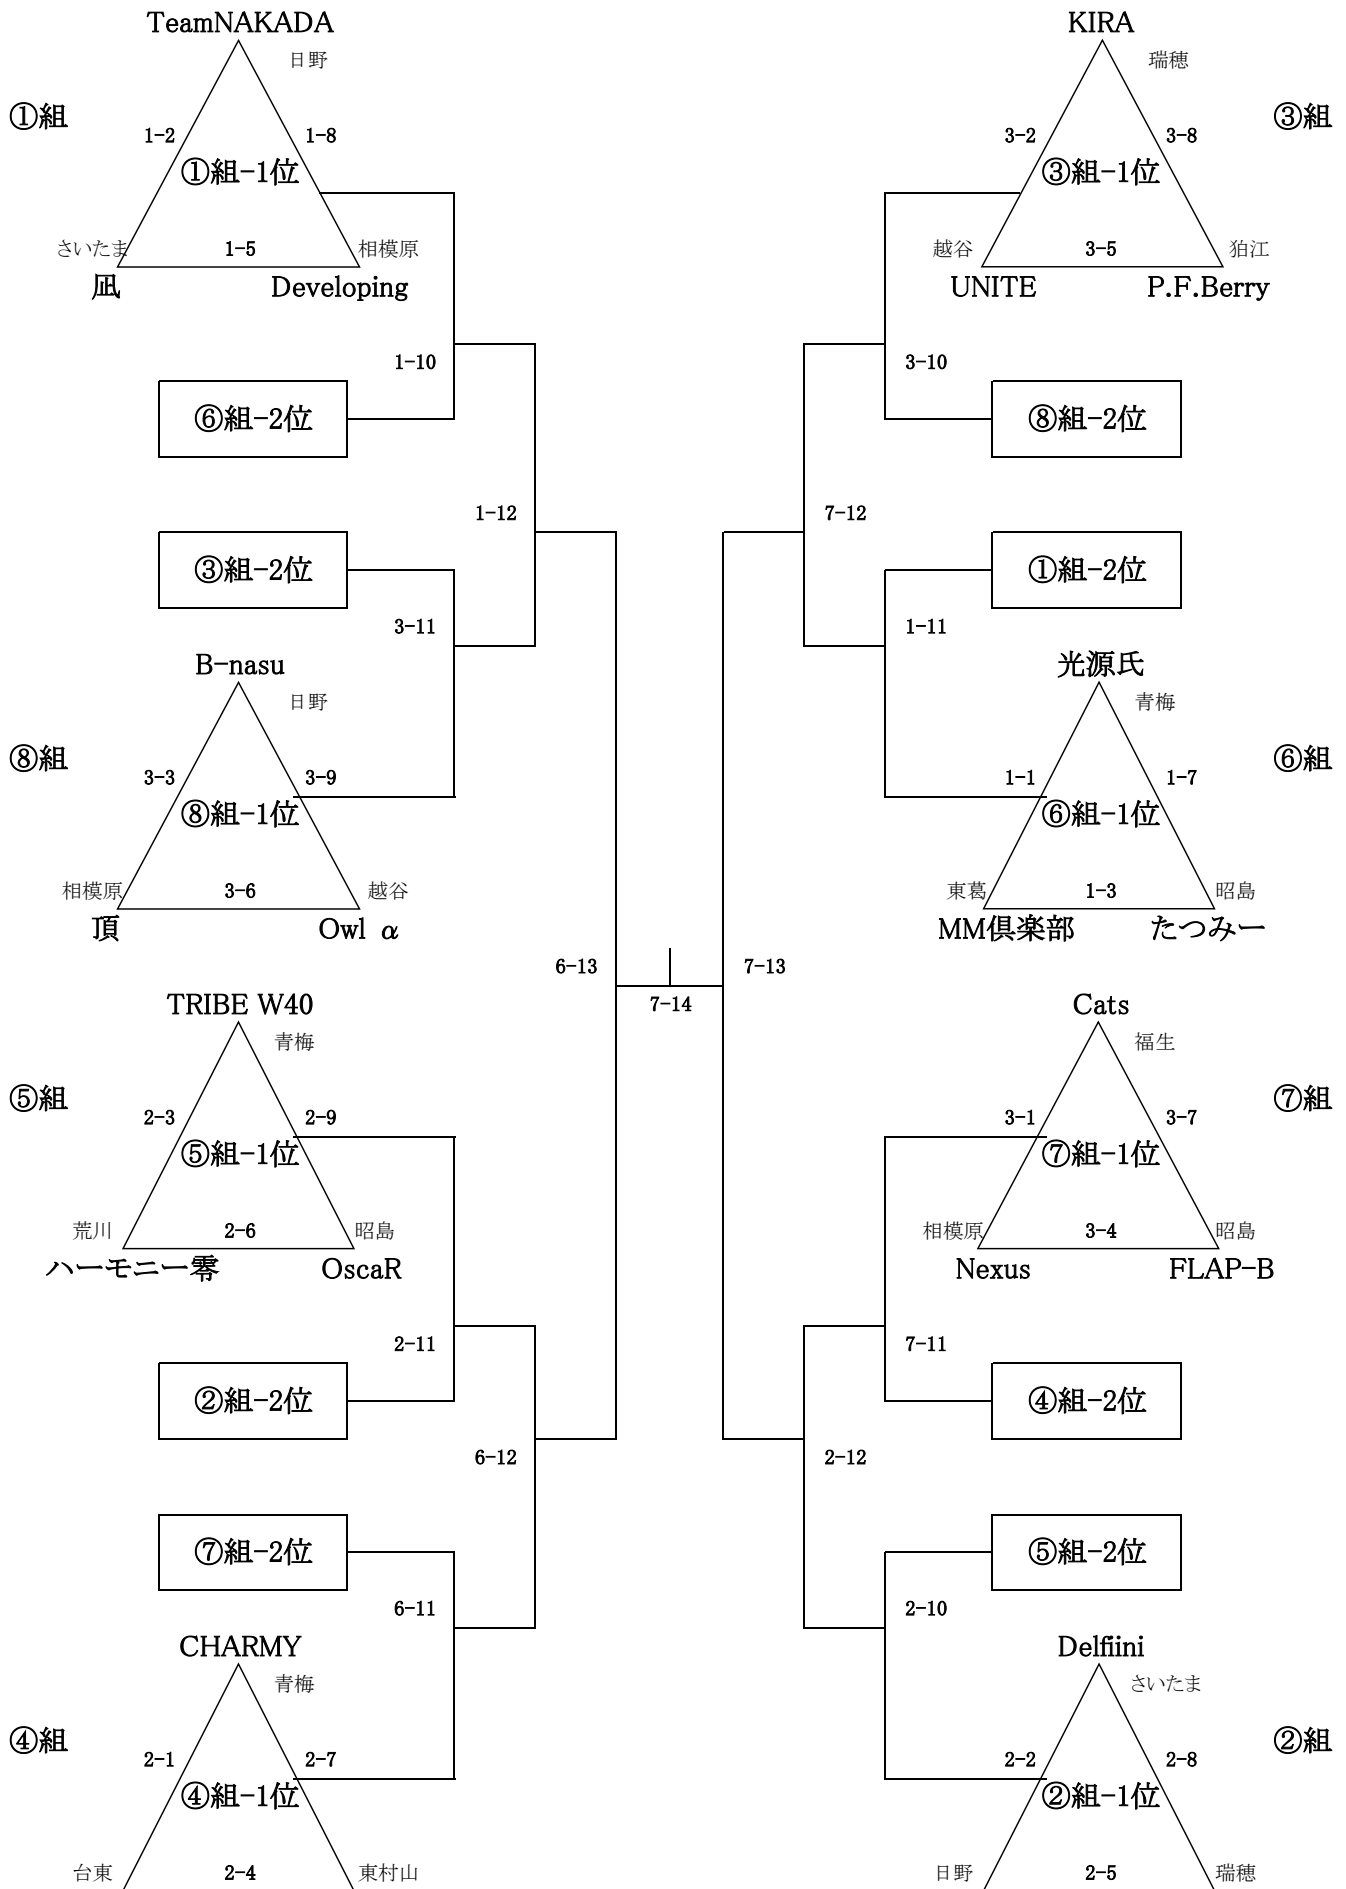 TeamNAKADA
日野
①組
1-2
1-8
①組-1位
さいたま
1-5
相模原
凪
Developing
1-10
⑥組-2位
1-12
③組-2位
3-11
B-nasu
日野
⑧組
3-3
3-9
⑧組-1位
相模原
3-6
越谷
頂
Owl α
6-13
TRIBE W40
青梅
⑤組
2-3
2-9
⑤組-1位
荒川
2-6
昭島
ハーモニー零
OscaR
2-11
②組-2位
6-12
⑦組-2位
6-11
CHARMY
青梅
④組
2-1
2-7
④組-1位
台東
2-4
東村山
7-14
KIRA
瑞穂
③組
3-2
3-8
③組-1位
越谷
3-5
狛江
UNITE
P.F.Berry
3-10
⑧組-2位
7-12
①組-2位
1-11
光源氏
青梅
⑥組
1-1
1-7
⑥組-1位
東葛
1-3
昭島
MM倶楽部
たつみー
7-13
Cats
福生
⑦組
3-1
3-7
⑦組-1位
相模原
3-4
昭島
Nexus
FLAP-B
7-11
④組-2位
2-12
⑤組-2位
2-10
Delfiini
さいたま
②組
2-2
2-8
②組-1位
日野
2-5
瑞穂